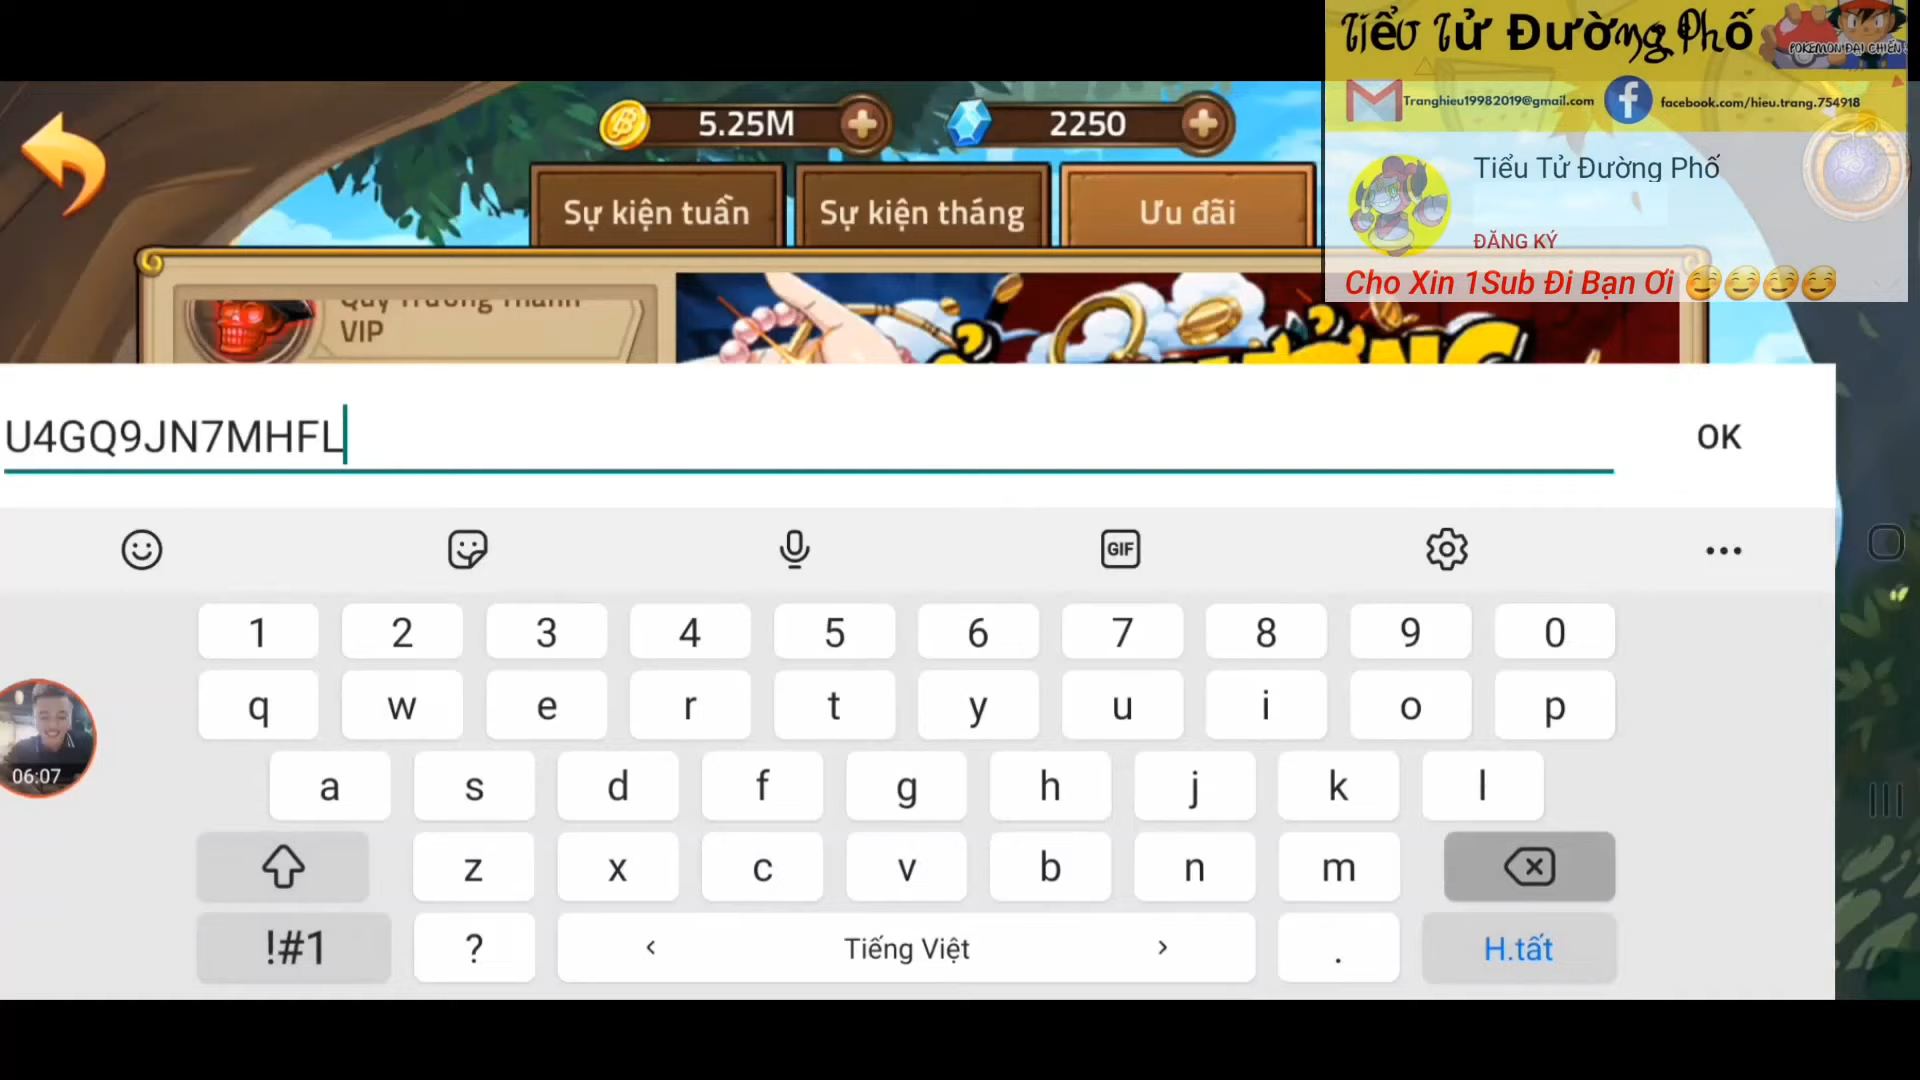 Tiểu Tử Đường Phố
POKEMON ĐẠI CHIẾN
Tranghieu19982019@gmail.com
facebook.com/hieu.trang.754918
5.25M
2250
Tiểu Tử Đường Phố
ĐĂNG KÝ
Cho Xin 1Sub Đi Bạn Ơi ☺️☺️☺️☺️
Sự kiện tuần
Sự kiện tháng
Ưu đãi
Quỹ Trưởng Thành
VIP
U4GQ9JN7MHFL
OK
GIF
1 2 3 4 5 6 7 8 9 0
q w e r t y u i o p
a s d f g h j k l
06:07
z x c v b n m
!#1 ? < Tiếng Việt > . H.tất